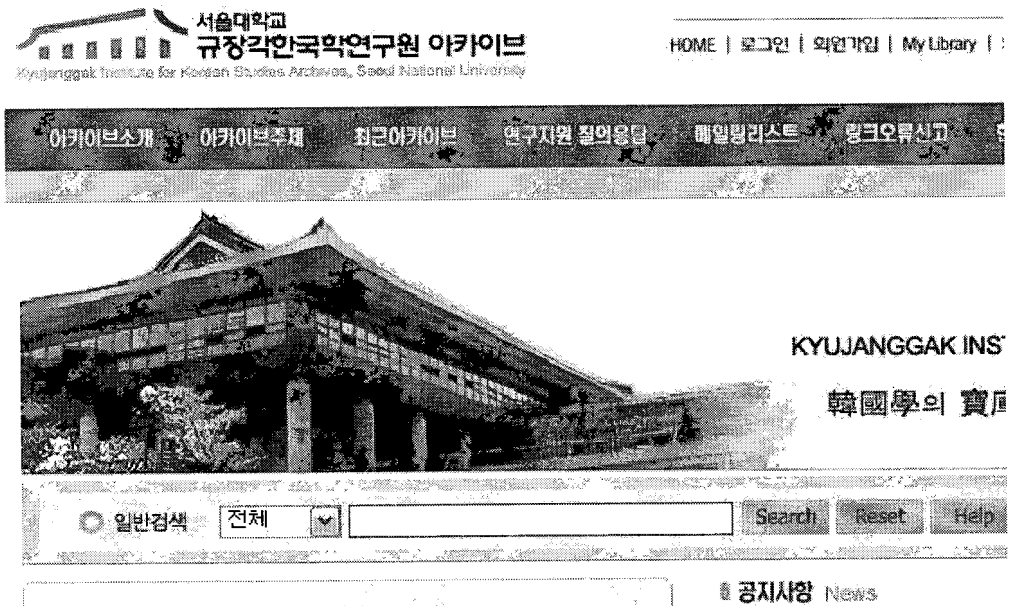 서울대학교
규장각한국학연구원 아카이브
Kyujanggak Institute for Korean Studies Archives, Seoul National University
HOME | 로그인 | 회원가입 | My Library |
아카이브소개 아카이브주제 최근아카이브 연구지원 질의응답 메일링리스트 링크오류신고
KYUJANGGAK INS
韓國學의 寶庫
일반검색 전체 Search Reset Help
공지사항 News